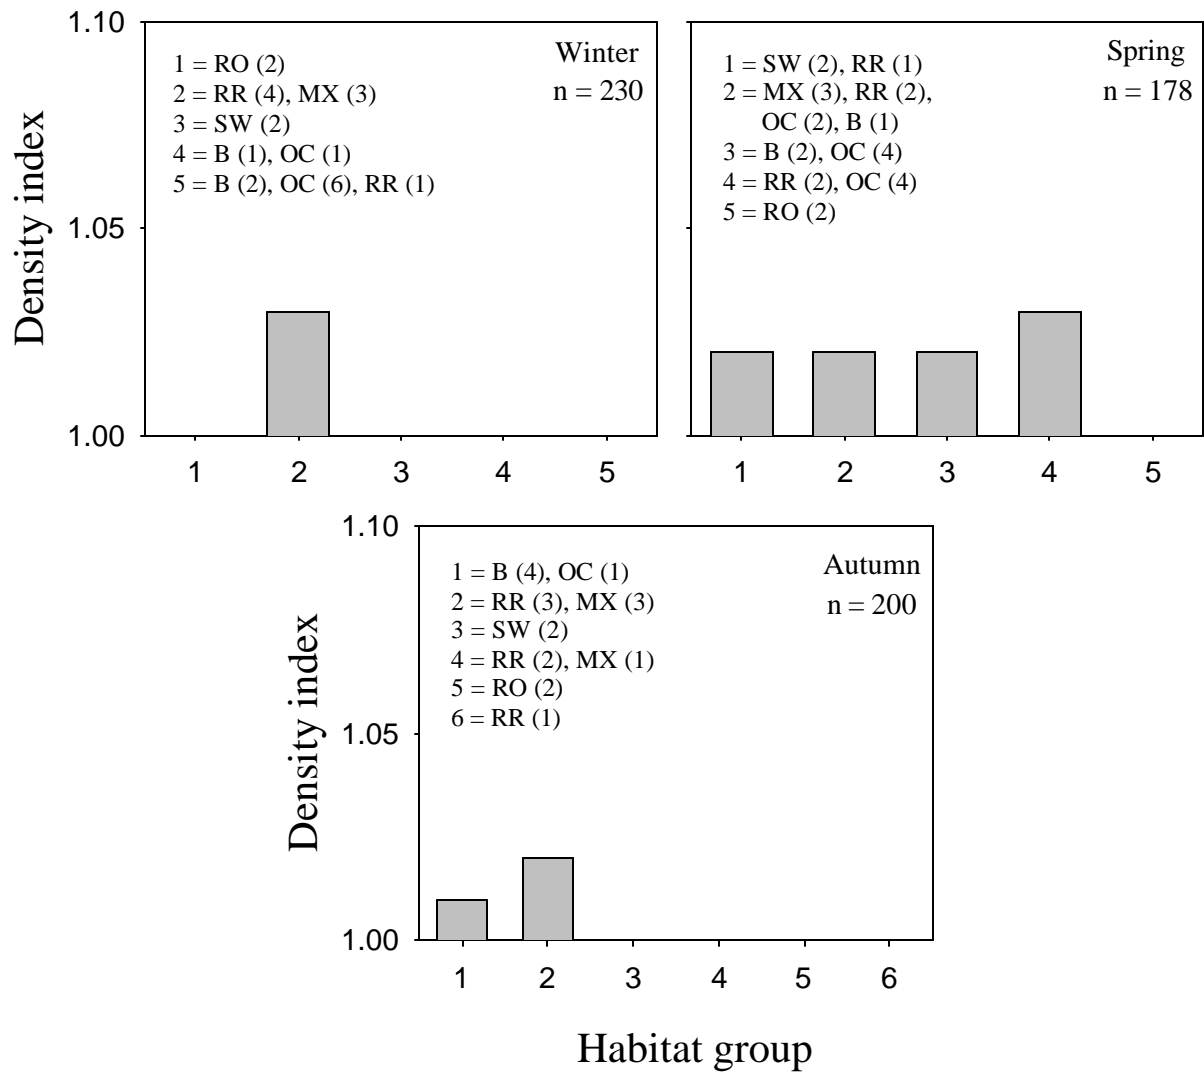 1.10
1.05
1.00
Density index
1 = RO (2)
2 = RR (4), MX (3)
3 = SW (2)
4 = B (1), OC (1)
5 = B (2), OC (6), RR (1)
Winter
n = 230
1 2 3 4 5
1 = SW (2), RR (1)
2 = MX (3), RR (2),
OC (2), B (1)
3 = B (2), OC (4)
4 = RR (2), OC (4)
5 = RO (2)
Spring
n = 178
1 2 3 4 5
1.10
1.05
1.00
Density index
1 = B (4), OC (1)
2 = RR (3), MX (3)
3 = SW (2)
4 = RR (2), MX (1)
5 = RO (2)
6 = RR (1)
Autumn
n = 200
1 2 3 4 5 6
Habitat group